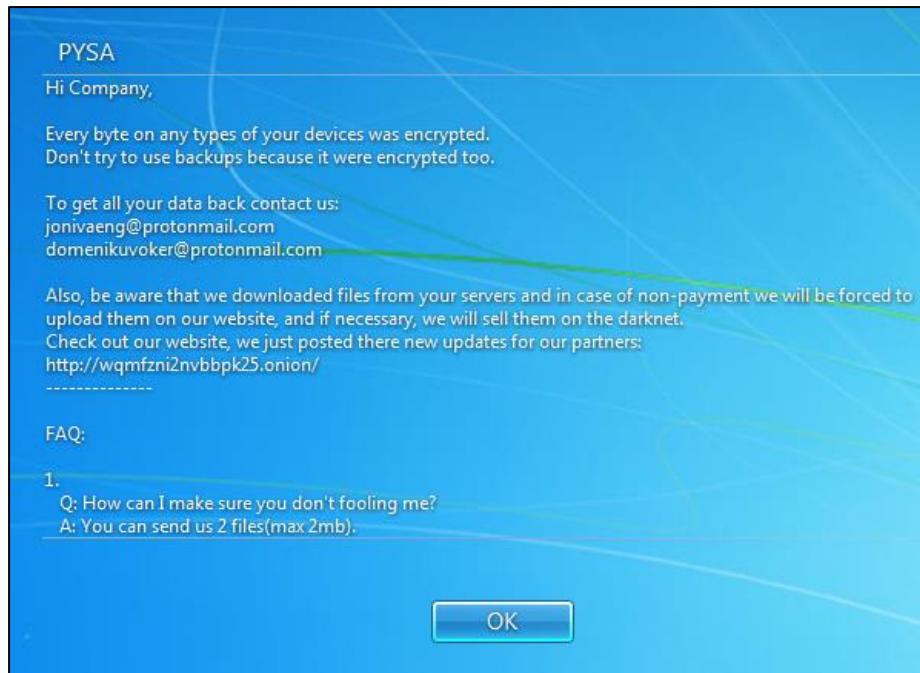 PYSA
Hi Company,
Every byte on any types of your devices was encrypted.
Don't try to use backups because it were encrypted too.
To get all your data back contact us:
jonivaeng@protonmail.com
domenikuvoker@protonmail.com
Also, be aware that we downloaded files from your servers and in case of non-payment we will be forced to
upload them on our website, and if necessary, we will sell them on the darknet.
Check out our website, we just posted there new updates for our partners:
http://wqmfzni2nvbbpk25.onion/
--------------
FAQ:
1.
Q: How can I make sure you don't fooling me?
A: You can send us 2 files(max 2mb).
OK